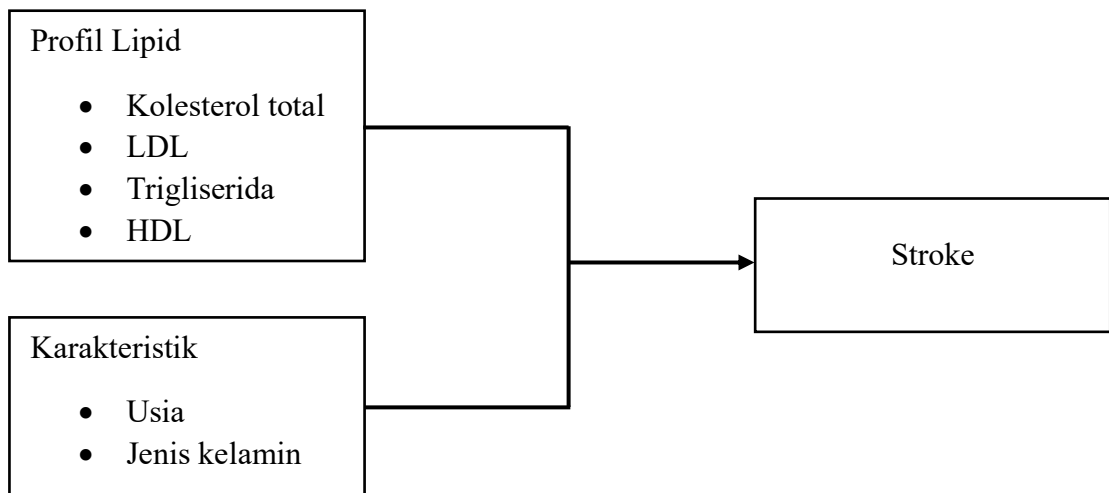 Profil Lipid
• Kolesterol total
• LDL
• Trigliserida
• HDL
Stroke
Karakteristik
• Usia
• Jenis kelamin